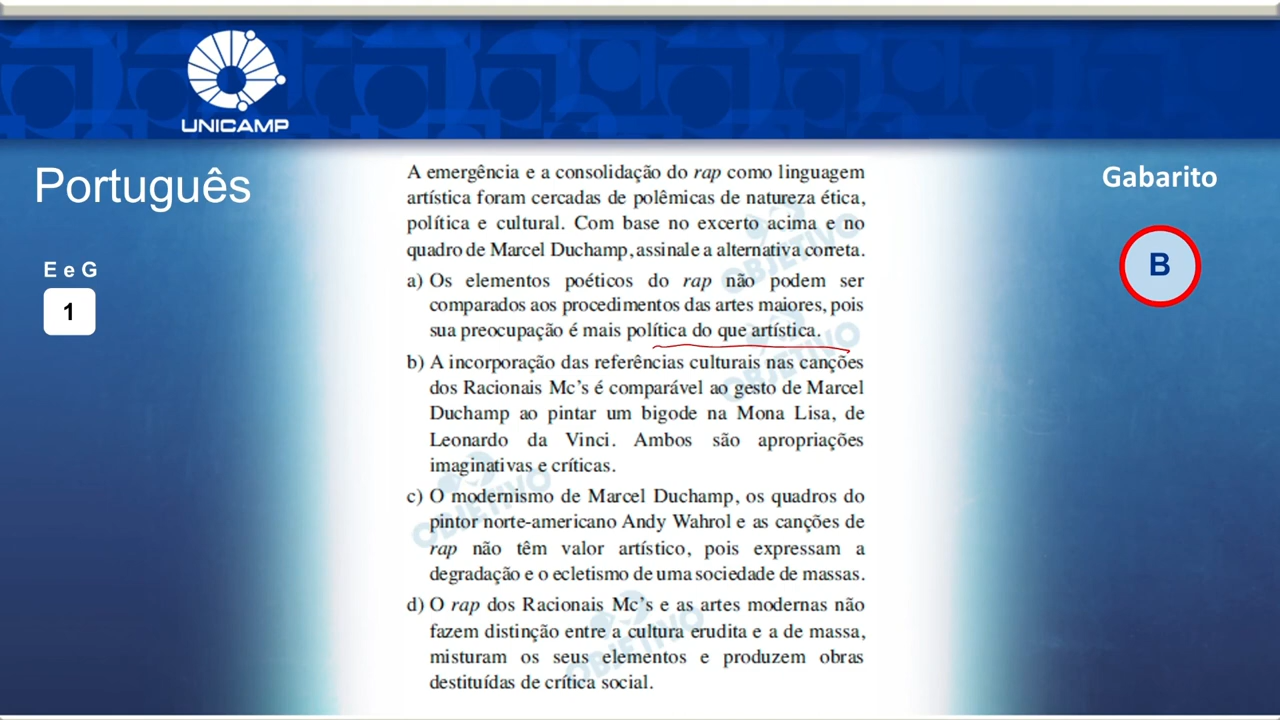 UNICAMP
Português
E e G
1
A emergência e a consolidação do rap como linguagem
artística foram cercadas de polêmicas de natureza ética,
política e cultural. Com base no excerto acima e no
quadro de Marcel Duchamp, assinale a alternativa correta.
a) Os elementos poéticos do rap não podem ser
comparados aos procedimentos das artes maiores, pois
sua preocupação é mais política do que artística.
b) A incorporação das referências culturais nas canções
dos Racionais Mc’s é comparável ao gesto de Marcel
Duchamp ao pintar um bigode na Mona Lisa, de
Leonardo da Vinci. Ambos são apropriações
imaginativas e críticas.
c) O modernismo de Marcel Duchamp, os quadros do
pintor norte-americano Andy Wahrol e as canções de
rap não têm valor artístico, pois expressam a
degradação e o ecletismo de uma sociedade de massas.
d) O rap dos Racionais Mc’s e as artes modernas não
fazem distinção entre a cultura erudita e a de massa,
misturam os seus elementos e produzem obras
destituídas de crítica social.
OBJETIVO
OBJETIVO
OBJETIVO
OBJETIVO
Gabarito
B